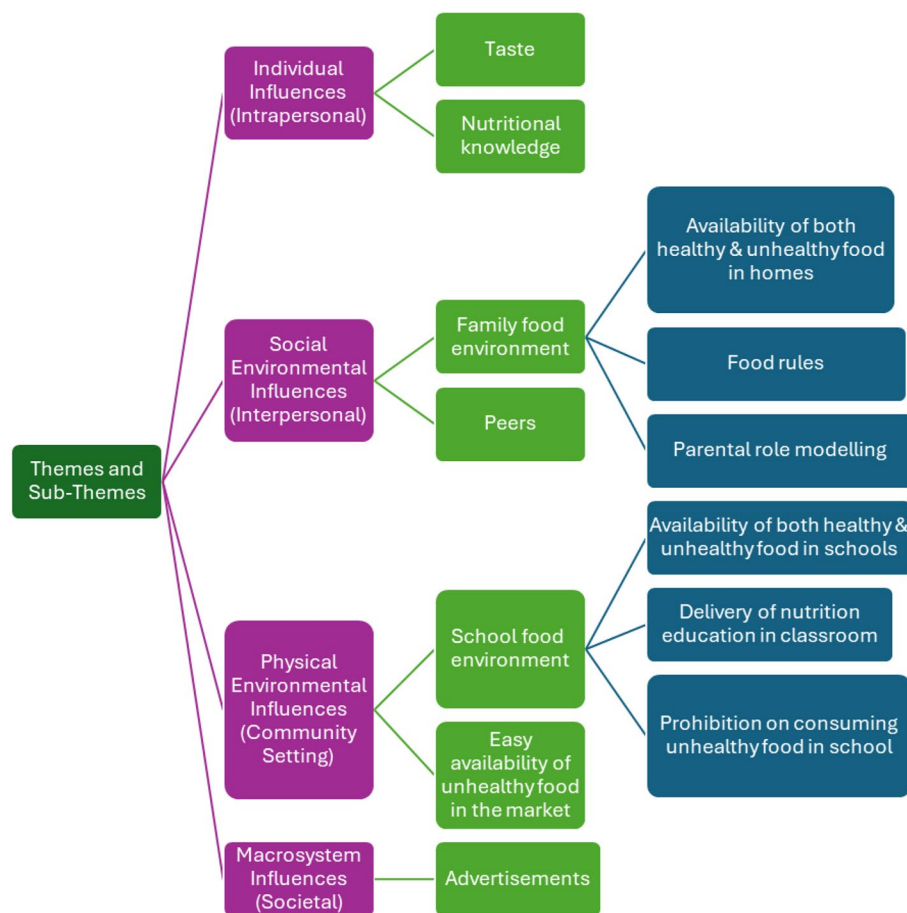 Themes and
Sub-Themes
Individual
Influences
(Intrapersonal)
Taste
Nutritional
knowledge
Social
Environmental
Influences
(Interpersonal)
Family food
environment
Availability of both
healthy & unhealthy food
in homes
Food rules
Parental role modelling
Peers
Physical
Environmental
Influences
(Community
Setting)
School food
environment
Availability of both healthy &
unhealthy food in schools
Delivery of nutrition
education in classroom
Prohibition on consuming
unhealthy food in school
Easy
availability of
unhealthy food
in the market
Macrosystem
Influences
(Societal)
Advertisements